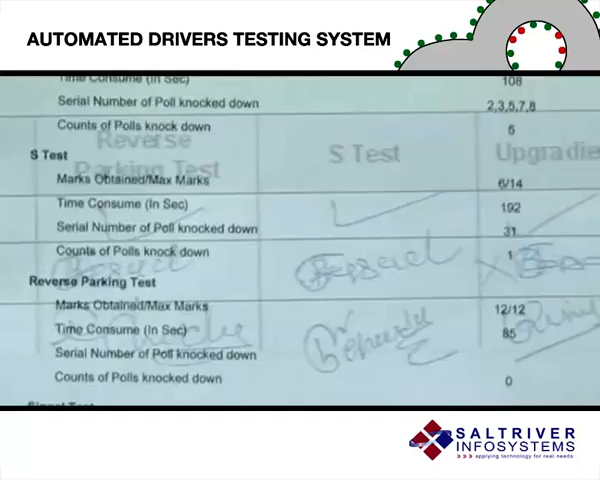 AUTOMATED DRIVERS TESTING SYSTEM
Time Consume (In Sec) 108
Serial Number of Poll knocked down 2,3,5,7,8
Counts of Polls knock down 5
Reverse
Parking Test
S Test
Upgradie
S Test
Marks Obtained/Max Marks 6/14
Time Consume (In Sec) 192
Serial Number of Poll knocked down 31
Counts of Polls knock down 1
Reverse Parking Test
Marks Obtained/Max Marks 12/12
Time Consume (In Sec) 85
Serial Number of Poll knocked down
Counts of Polls knocked down 0
SALTRIVER
INFOSYSTEMS
applying technology for real needs